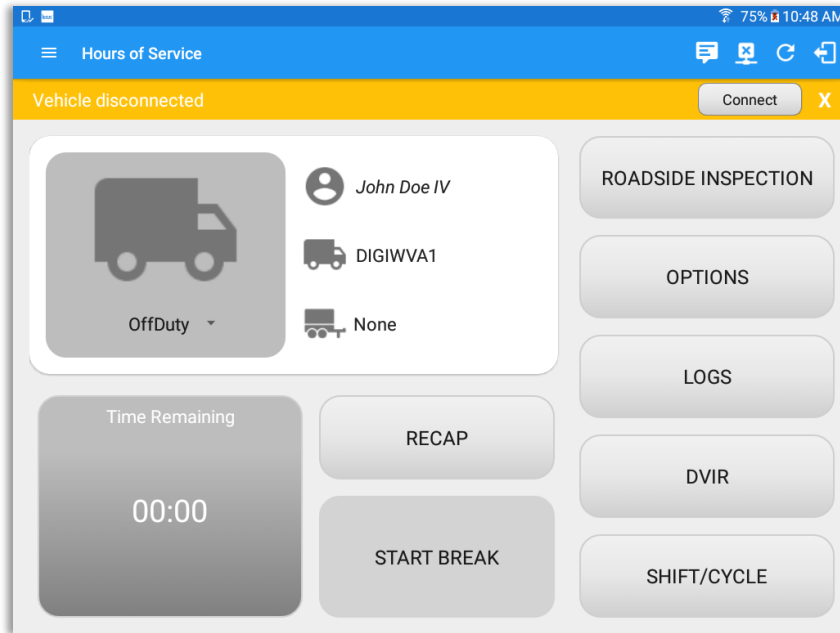 75% 10:48 AM
Hours of Service
Vehicle disconnected
Connect
X
John Doe IV
DIGIWVA1
OffDuty
None
ROADSIDE INSPECTION
OPTIONS
LOGS
DVIR
SHIFT/CYCLE
Time Remaining
00:00
RECAP
START BREAK